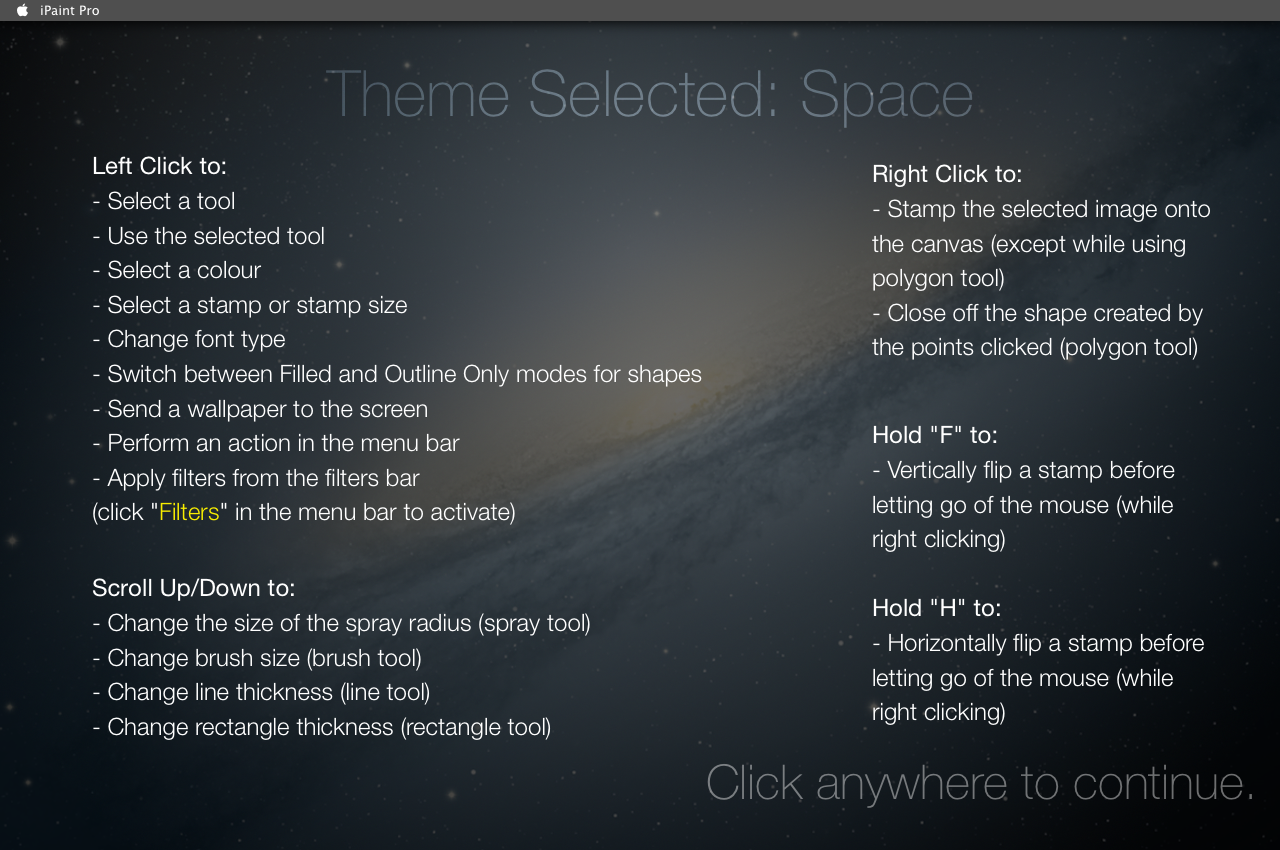 iPaint Pro
Theme Selected: Space
Left Click to:
- Select a tool
- Use the selected tool
- Select a colour
- Select a stamp or stamp size
- Change font type
- Switch between Filled and Outline Only modes for shapes
- Send a wallpaper to the screen
- Perform an action in the menu bar
- Apply filters from the filters bar
(click "Filters" in the menu bar to activate)
Scroll Up/Down to:
- Change the size of the spray radius (spray tool)
- Change brush size (brush tool)
- Change line thickness (line tool)
- Change rectangle thickness (rectangle tool)
Right Click to:
- Stamp the selected image onto
the canvas (except while using
polygon tool)
- Close off the shape created by
the points clicked (polygon tool)
Hold "F" to:
- Vertically flip a stamp before
letting go of the mouse (while
right clicking)
Hold "H" to:
- Horizontally flip a stamp before
letting go of the mouse (while
right clicking)
Click anywhere to continue.